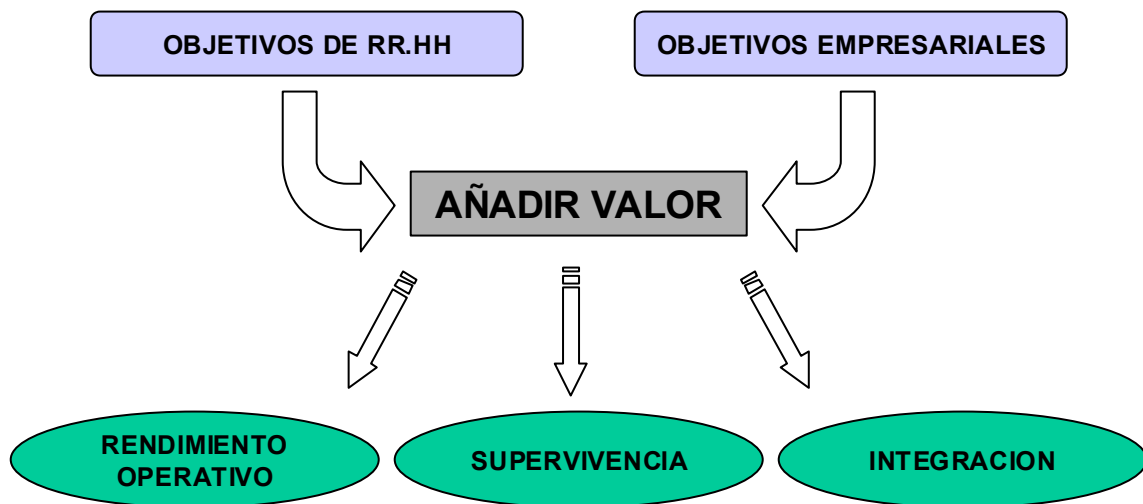 OBJETIVOS DE RR.HH
OBJETIVOS EMPRESARIALES
AÑADIR VALOR
RENDIMIENTO
OPERATIVO
SUPERVIVENCIA
INTEGRACION